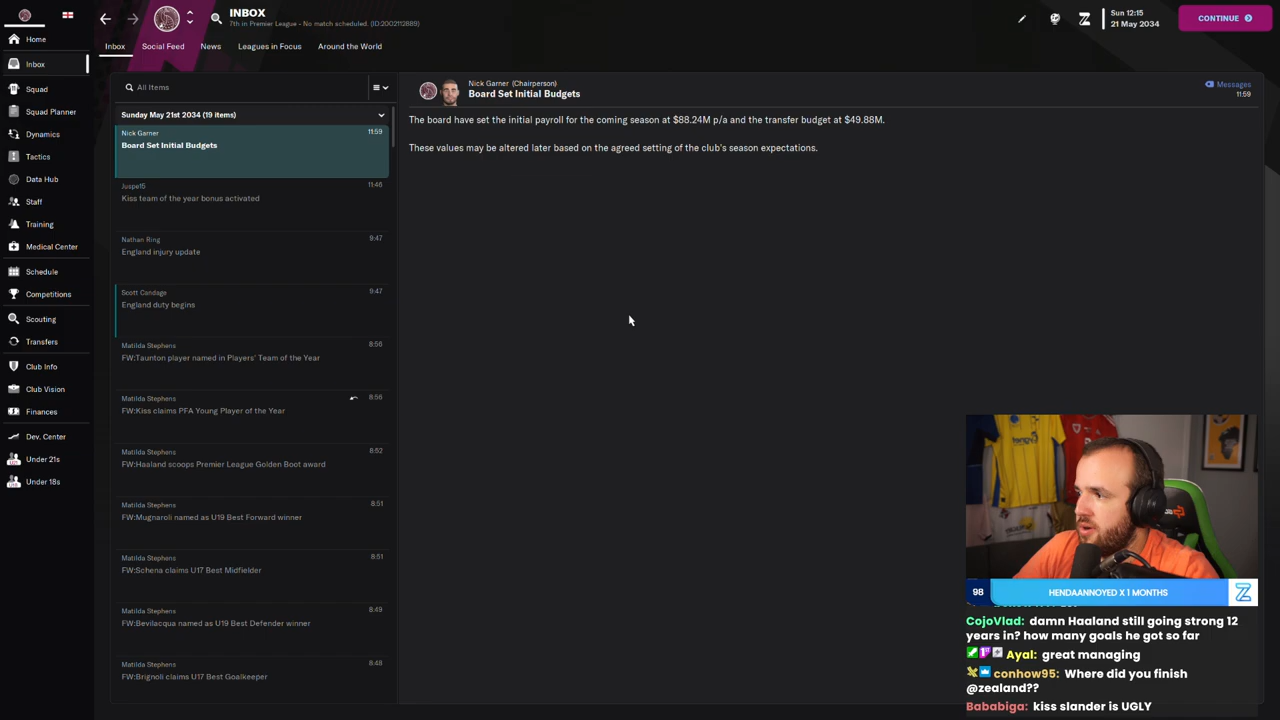 INBOX
7th in Premier League - No match scheduled. (ID:2002112889)
Sun 12:15
21 May 2034
CONTINUE
Inbox
Social Feed
News
Leagues in Focus
Around the World
Home
Inbox
Squad
Squad Planner
Dynamics
Tactics
Data Hub
Staff
Training
Medical Center
Schedule
Competitions
Scouting
Transfers
Club Info
Club Vision
Finances
Dev. Center
Under 21s
Under 18s
All Items
Sunday May 21st 2034 (19 items)
Nick Garner 11:59
Board Set Initial Budgets
Juspe15 11:46
Kiss team of the year bonus activated
Nathan Ring 9:47
England injury update
Scott Candage 9:47
England duty begins
Matilda Stephens 8:56
FW:Taunton player named in Players' Team of the Year
Matilda Stephens 8:56
FW:Kiss claims PFA Young Player of the Year
Matilda Stephens 8:52
FW:Haaland scoops Premier League Golden Boot award
Matilda Stephens 8:51
FW:Mugnaroli named as U19 Best Forward winner
Matilda Stephens 8:51
FW:Schena claims U17 Best Midfielder
Matilda Stephens 8:49
FW:Bevilacqua named as U19 Best Defender winner
Matilda Stephens 8:48
FW:Brignoli claims U17 Best Goalkeeper
Nick Garner (Chairperson)
Board Set Initial Budgets
Messages
11:59
The board have set the initial payroll for the coming season at $88.24M p/a and the transfer budget at $49.88M.
These values may be altered later based on the agreed setting of the club's season expectations.
98 HENDAANNOYED X 1 MONTHS Z
CojoVlad: damn Haaland still going strong 12
years in? how many goals he got so far
Ayal: great managing
conhow95: Where did you finish
@zealand??
Bababiga: kiss slander is UGLY